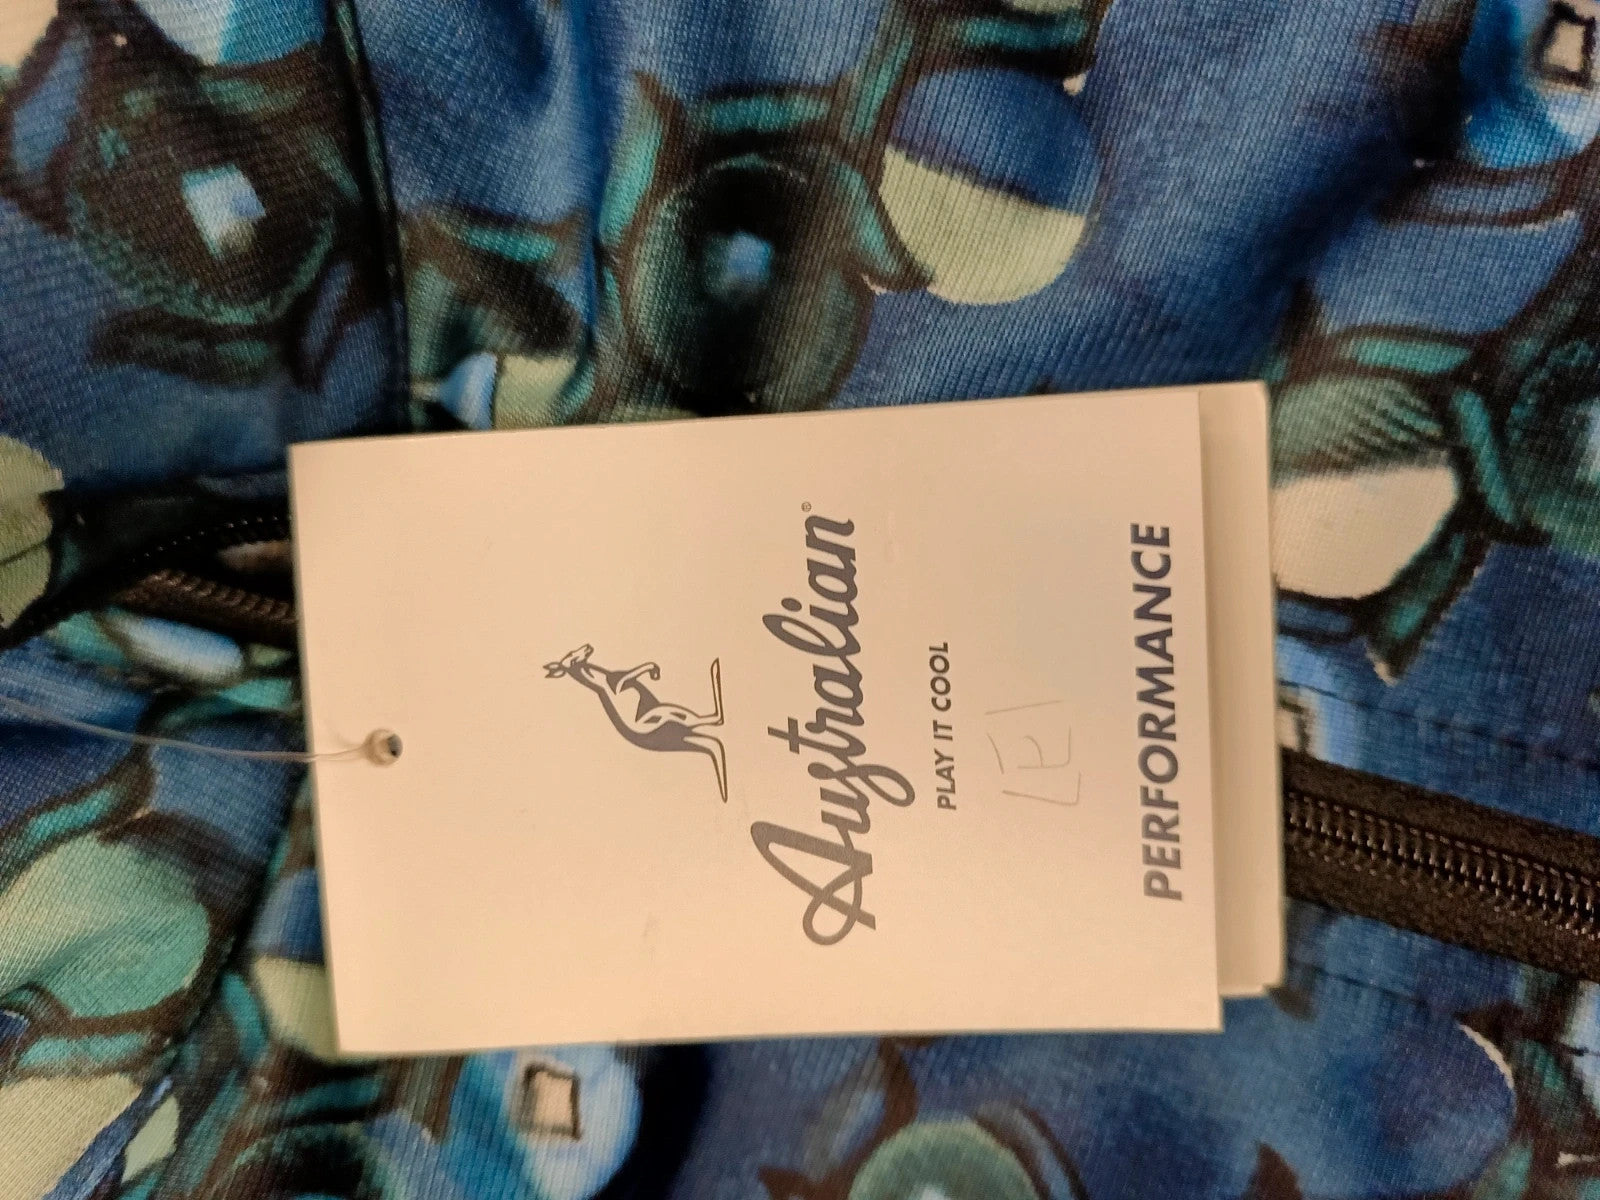 Australian®
PLAY IT COOL
PERFORMANCE